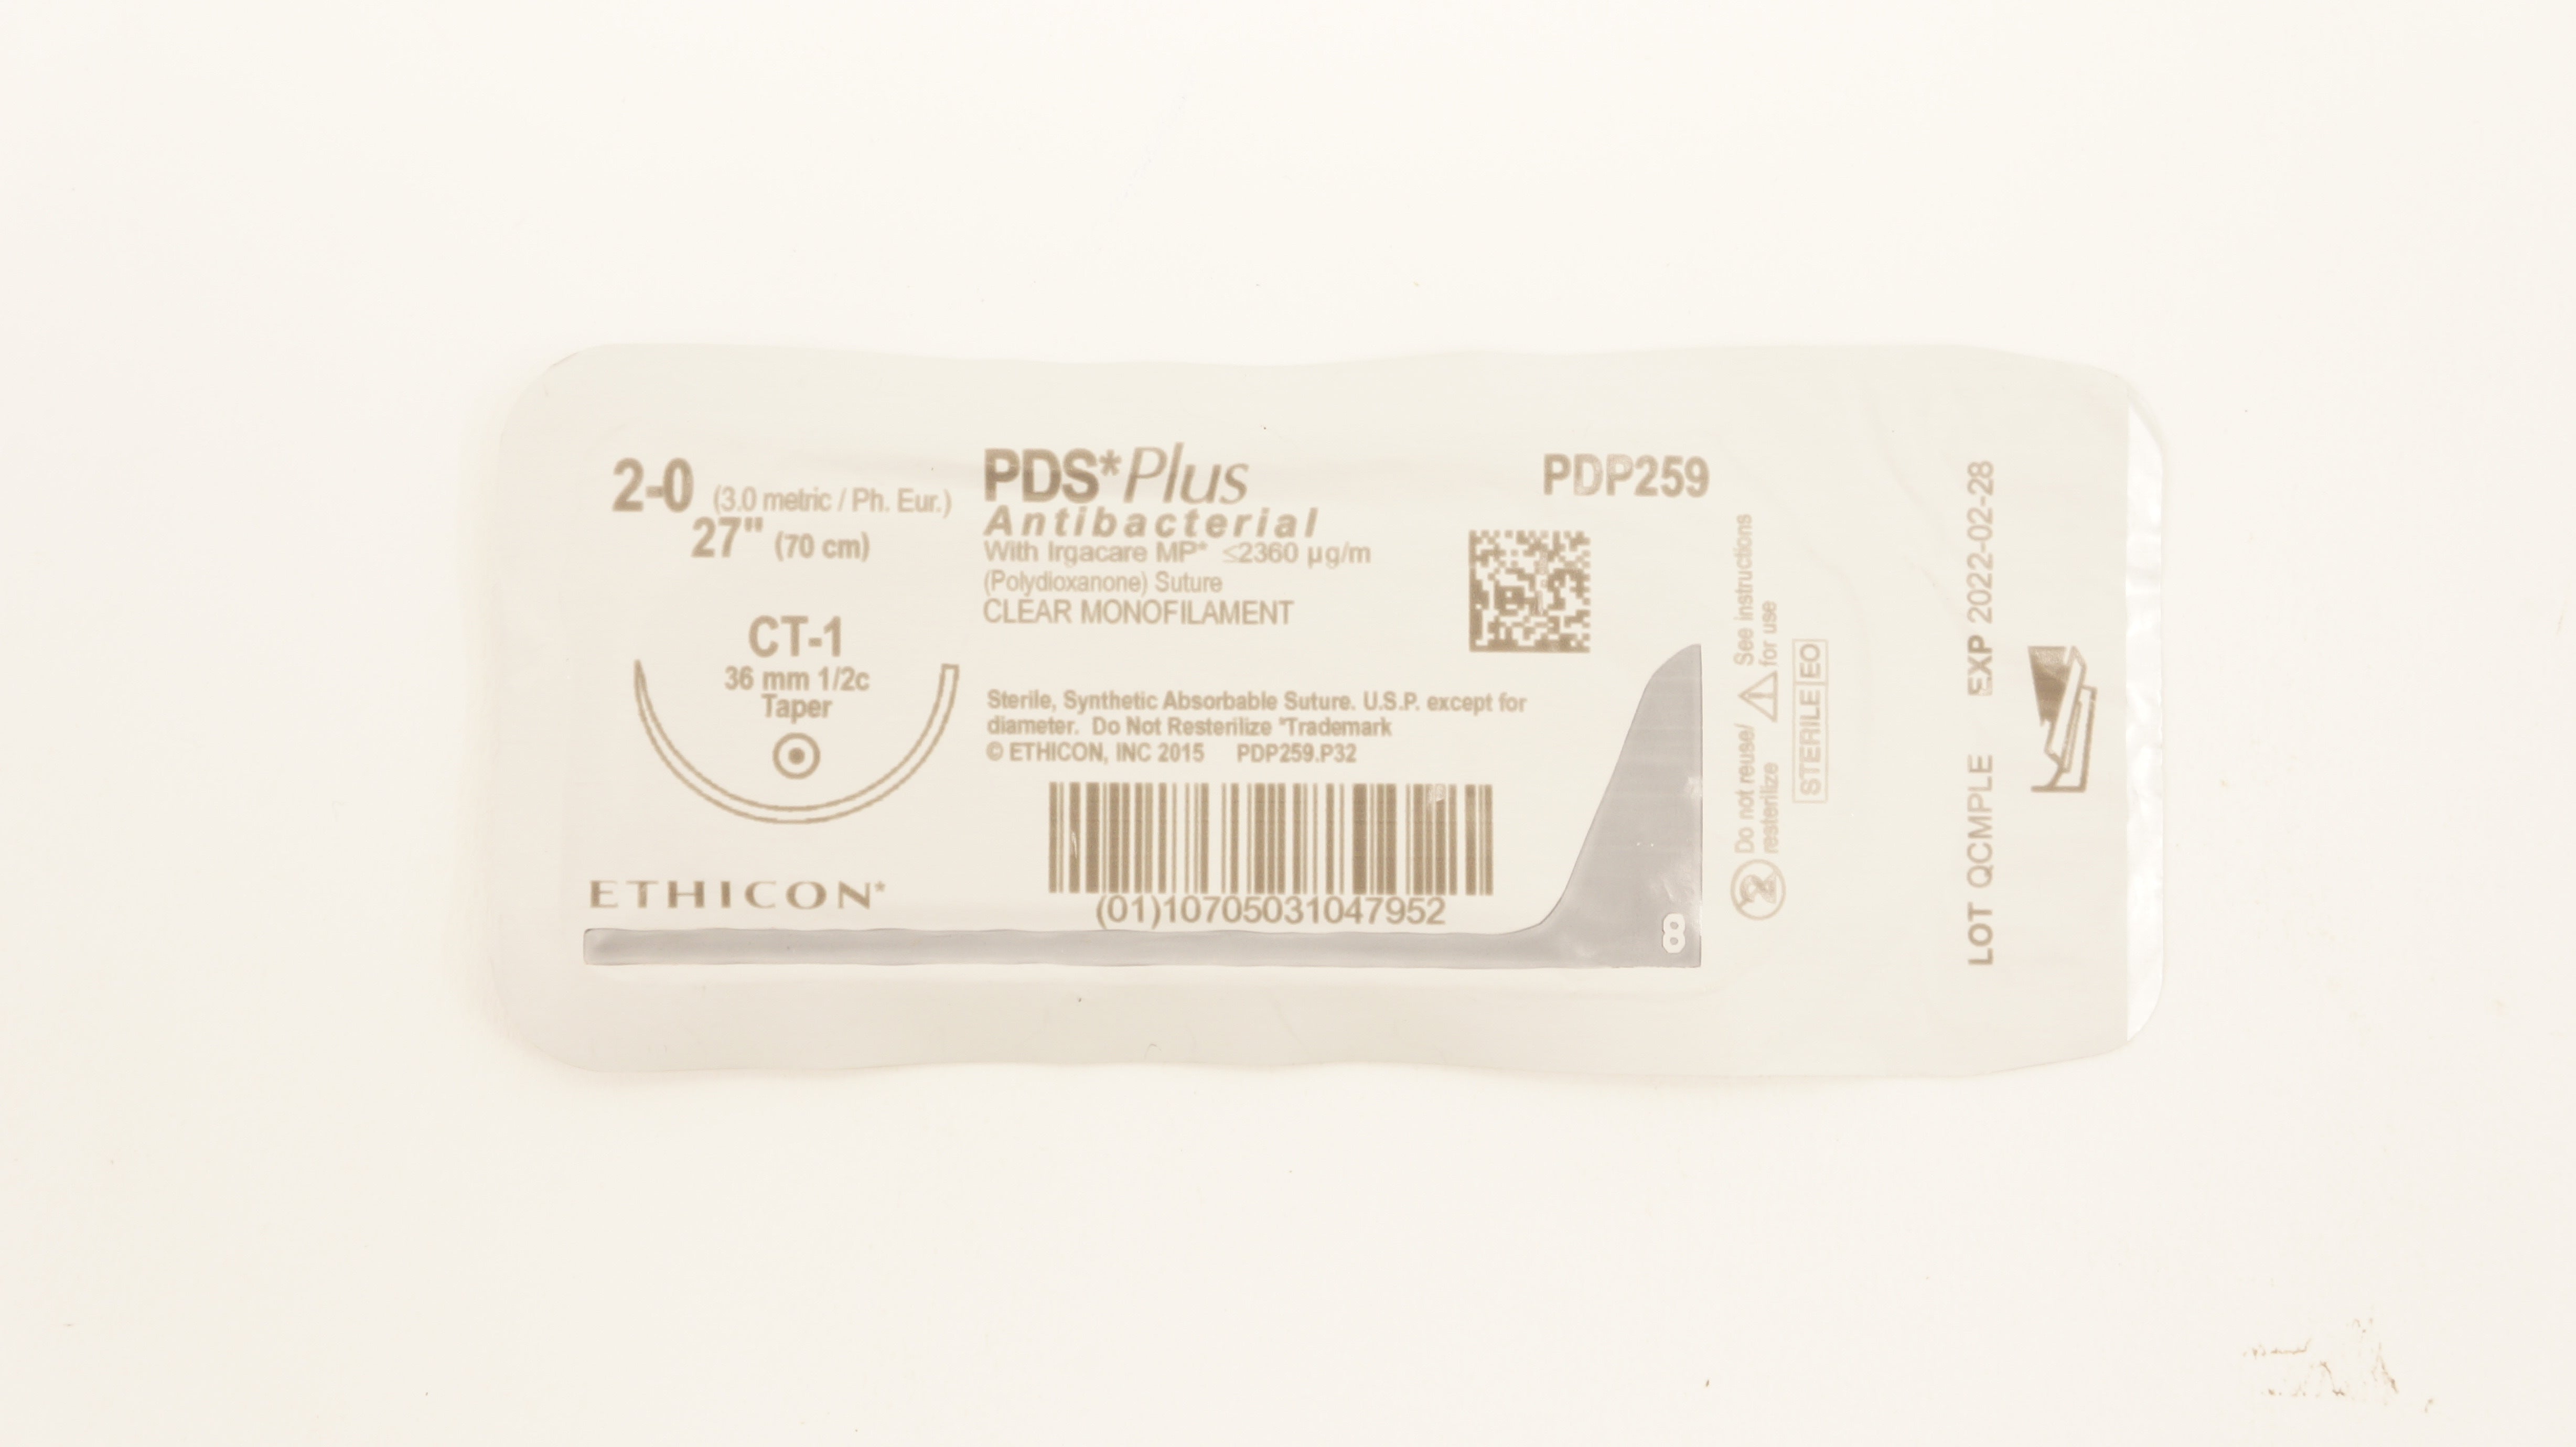 2-0 (3.0 metric / Ph. Eur.)
27" (70 cm)
CT-1
36 mm 1/2c
Taper
ETHICON*
PDS*Plus
Antibacterial
With Irgacare MP* ≤2360 µg/m
(Polydioxanone) Suture
CLEAR MONOFILAMENT
Sterile, Synthetic Absorbable Suture. U.S.P. except for
diameter. Do Not Resterilize *Trademark
© ETHICON, INC 2015 PDP259.P32
(01)10705031047952
PDP259
8
Do not reuse/
resterilize
2
See instructions
for use
STERILE EO
LOT QCMPLE EXP 2022-02-28